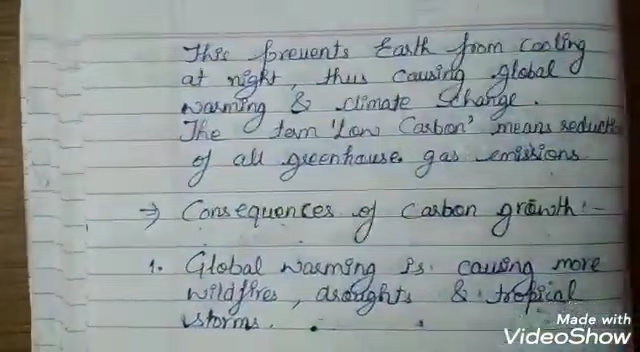 This prevents Earth from cooling
at night, thus causing global
warming & climate change.
The term 'Low Carbon' means reducti
of all greenhouse gas emissions
⇒ Consequences of Carbon growth:-
1. Global warming is causing more
wildfires, droughts & tropical
storms.
Made with
VideoShow